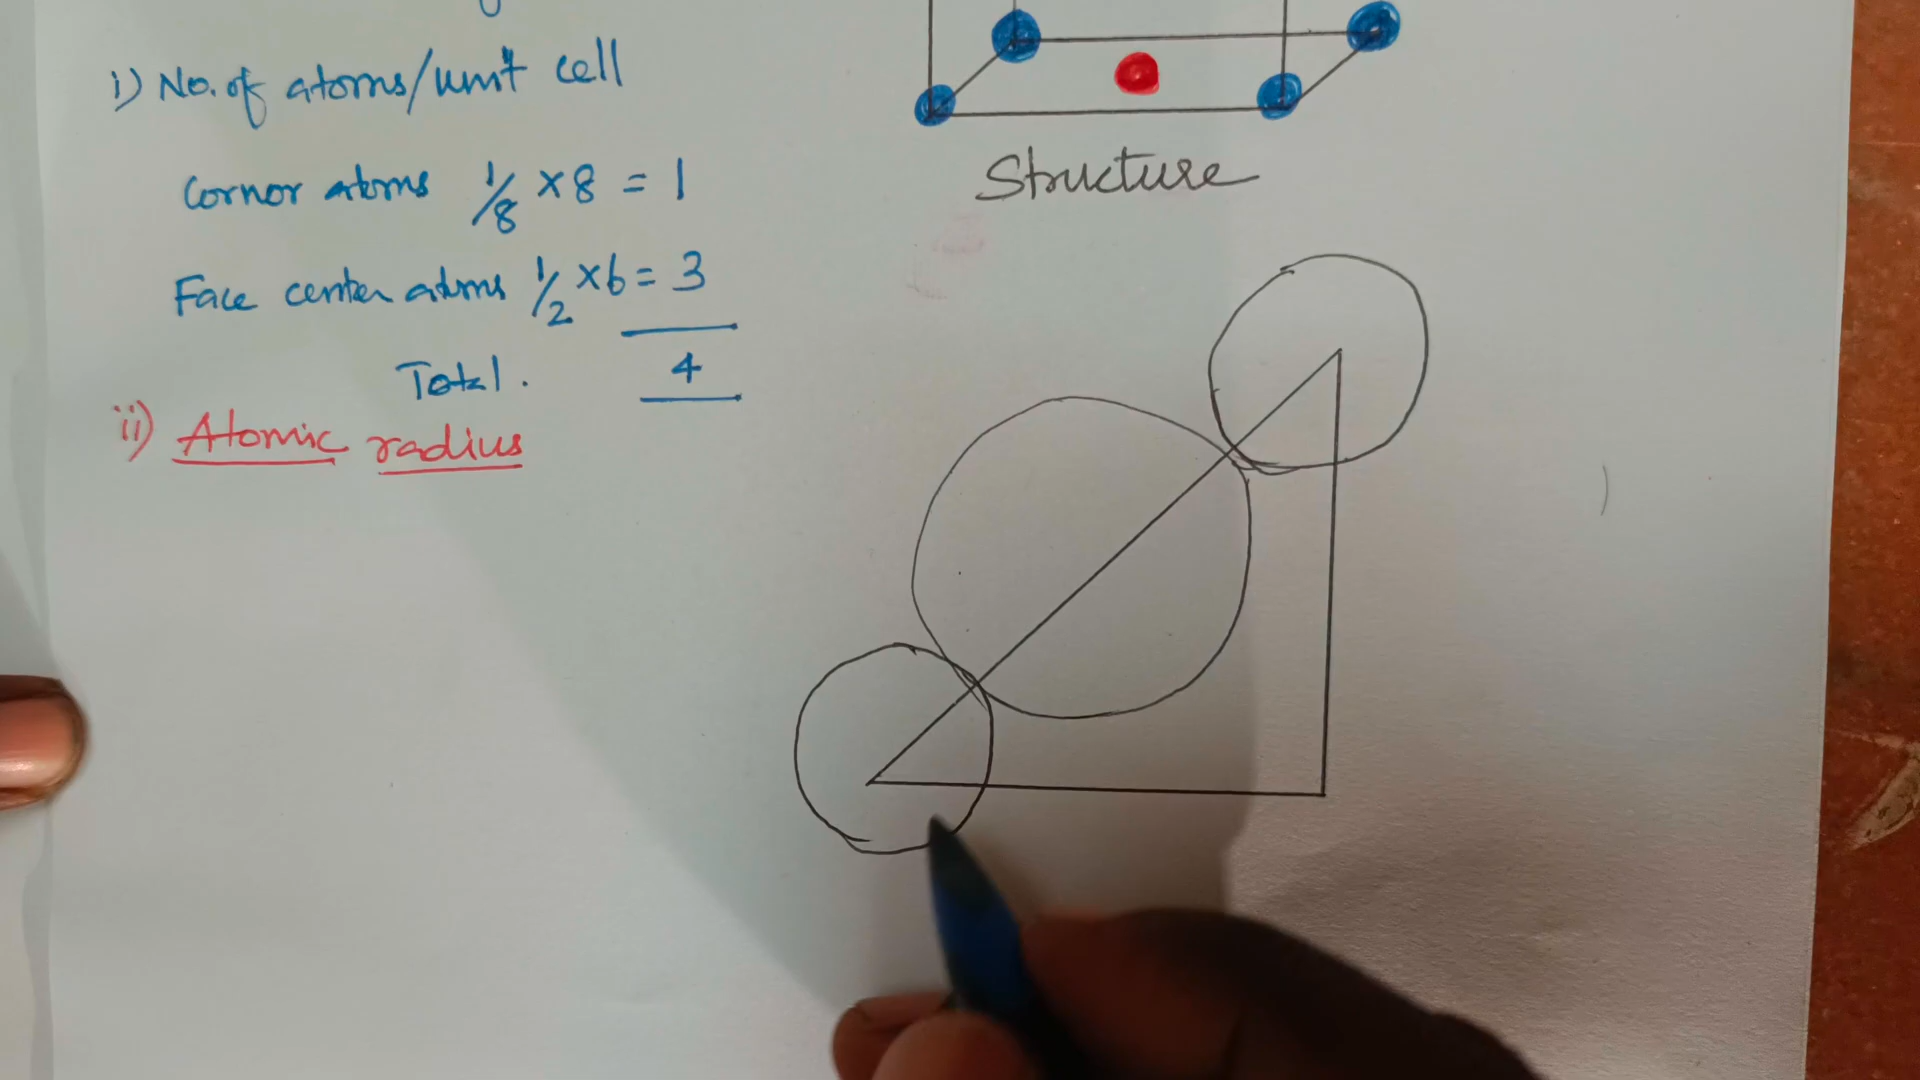 i) No. of atoms/unit cell
Cornor atoms 1/8 × 8 = 1
Face center atoms 1/2 × 6 = 3
Total. 4
ii) Atomic radius
Structure